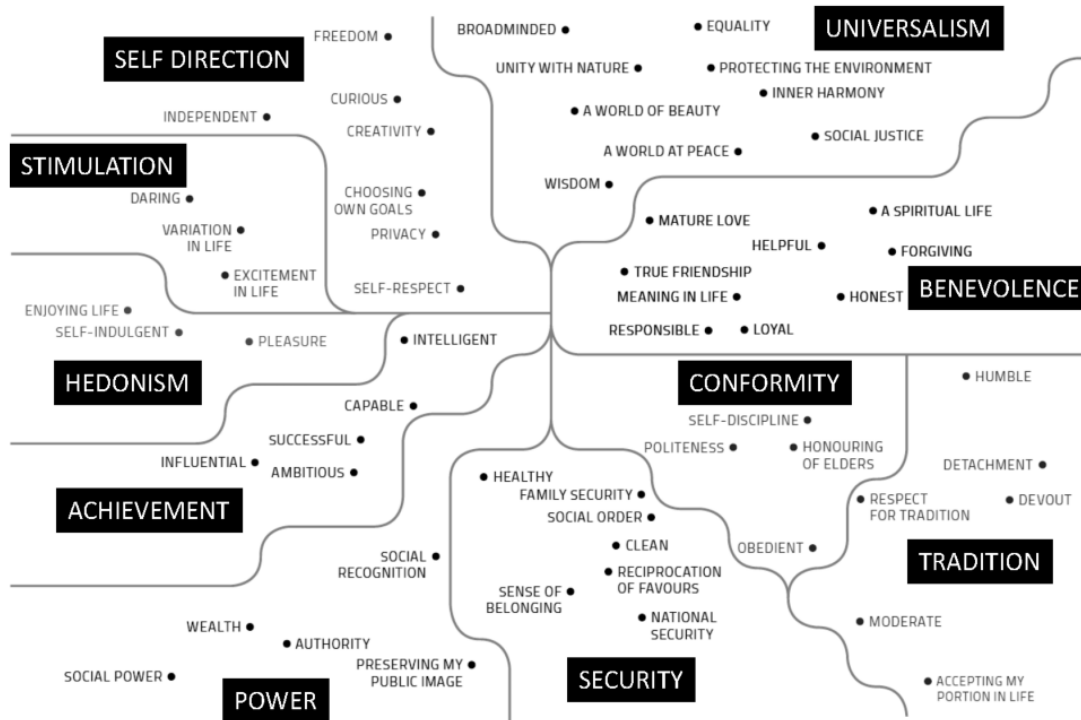 SELF DIRECTION
FREEDOM
CURIOUS
INDEPENDENT
CREATIVITY
CHOOSING
OWN GOALS
PRIVACY
SELF-RESPECT
UNIVERSALISM
BROADMINDED
EQUALITY
UNITY WITH NATURE
PROTECTING THE ENVIRONMENT
INNER HARMONY
A WORLD OF BEAUTY
SOCIAL JUSTICE
A WORLD AT PEACE
WISDOM
STIMULATION
DARING
VARIATION
IN LIFE
EXCITEMENT
IN LIFE
MATURE LOVE
A SPIRITUAL LIFE
HELPFUL
FORGIVING
TRUE FRIENDSHIP
BENEVOLENCE
MEANING IN LIFE
HONEST
RESPONSIBLE
LOYAL
ENJOYING LIFE
SELF-INDULGENT
PLEASURE
HEDONISM
INTELLIGENT
CAPABLE
SUCCESSFUL
INFLUENTIAL
AMBITIOUS
ACHIEVEMENT
CONFORMITY
SELF-DISCIPLINE
POLITENESS
HONOURING
OF ELDERS
OBEDIENT
HUMBLE
DETACHMENT
RESPECT
FOR TRADITION
DEVOUT
TRADITION
MODERATE
ACCEPTING MY
PORTION IN LIFE
HEALTHY
FAMILY SECURITY
SOCIAL ORDER
CLEAN
RECIPROCATION
OF FAVOURS
SENSE OF
BELONGING
NATIONAL
SECURITY
SECURITY
SOCIAL
RECOGNITION
WEALTH
AUTHORITY
PRESERVING MY
PUBLIC IMAGE
SOCIAL POWER
POWER